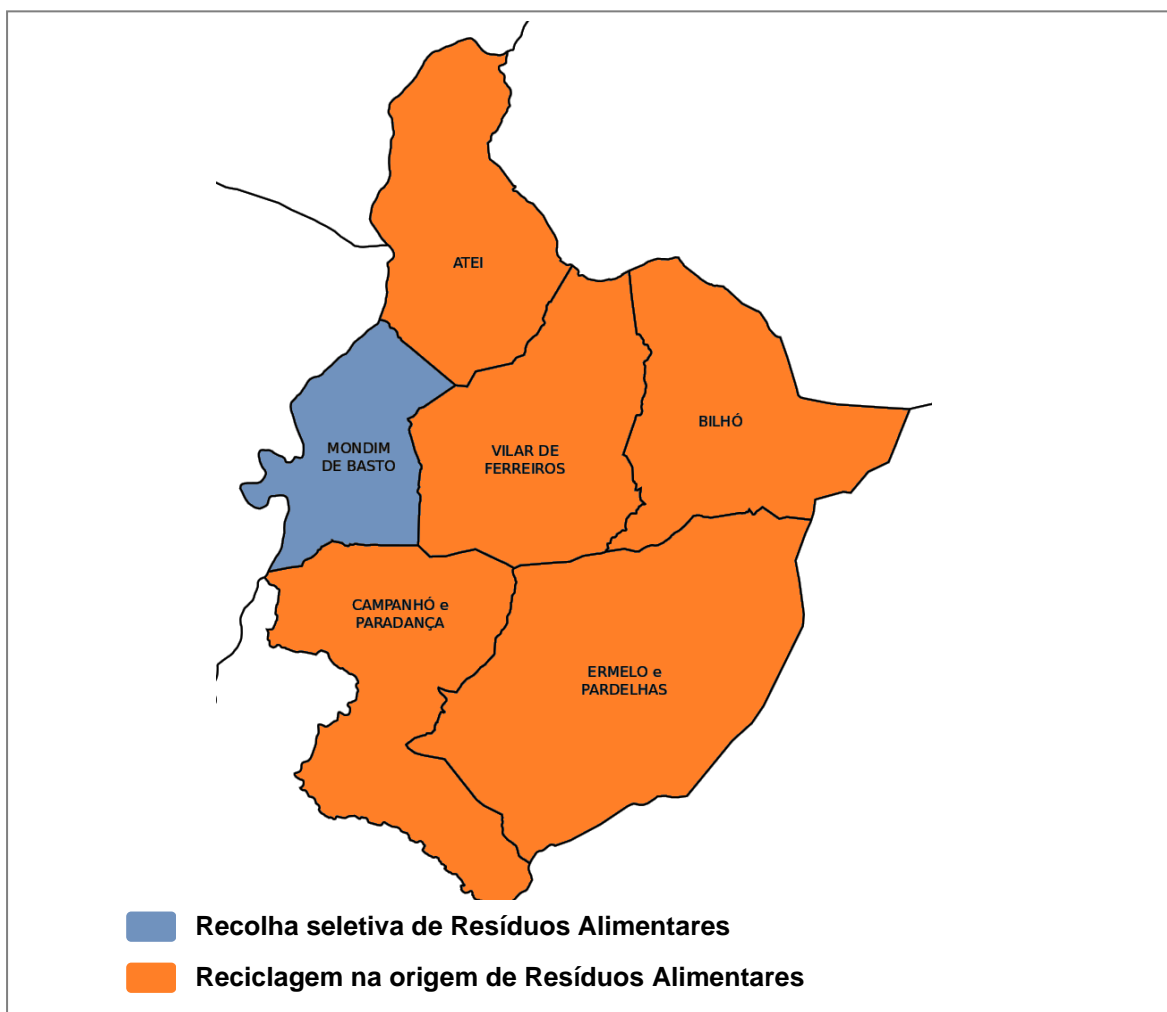 ATEI
BILHÓ
MONDIM
DE BASTO
VILAR DE
FERREIROS
CAMPANHÓ e
PARADANÇA
ERMELO e
PARDELHAS
Recolha seletiva de Resíduos Alimentares
Reciclagem na origem de Resíduos Alimentares